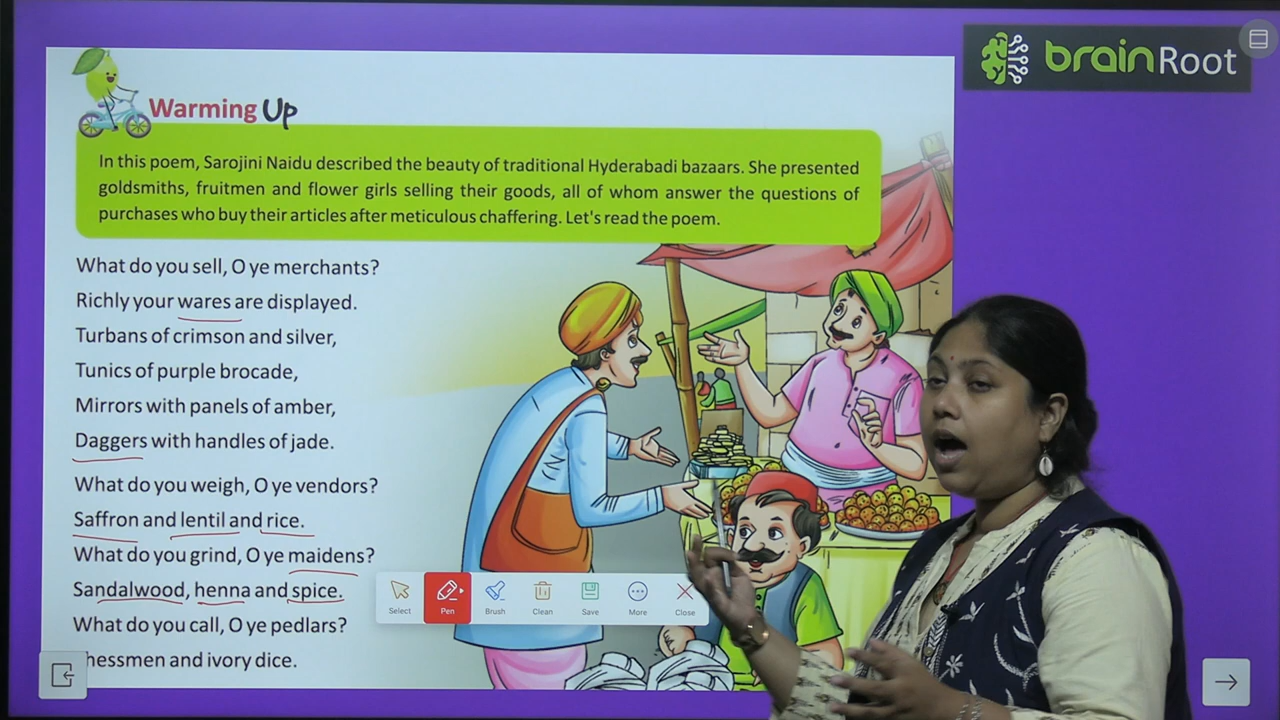 brainRoot
Warming Up
In this poem, Sarojini Naidu described the beauty of traditional Hyderabadi bazaars. She presented
goldsmiths, fruitmen and flower girls selling their goods, all of whom answer the questions of
purchases who buy their articles after meticulous chaffering. Let's read the poem.
What do you sell, O ye merchants?
Richly your wares are displayed.
Turbans of crimson and silver,
Tunics of purple brocade,
Mirrors with panels of amber,
Daggers with handles of jade.
What do you weigh, O ye vendors?
Saffron and lentil and rice.
What do you grind, O ye maidens?
Sandalwood, henna and spice.
What do you call, O ye pedlars?
hessmen and ivory dice.
Select Pen Brush Clean Save More Close